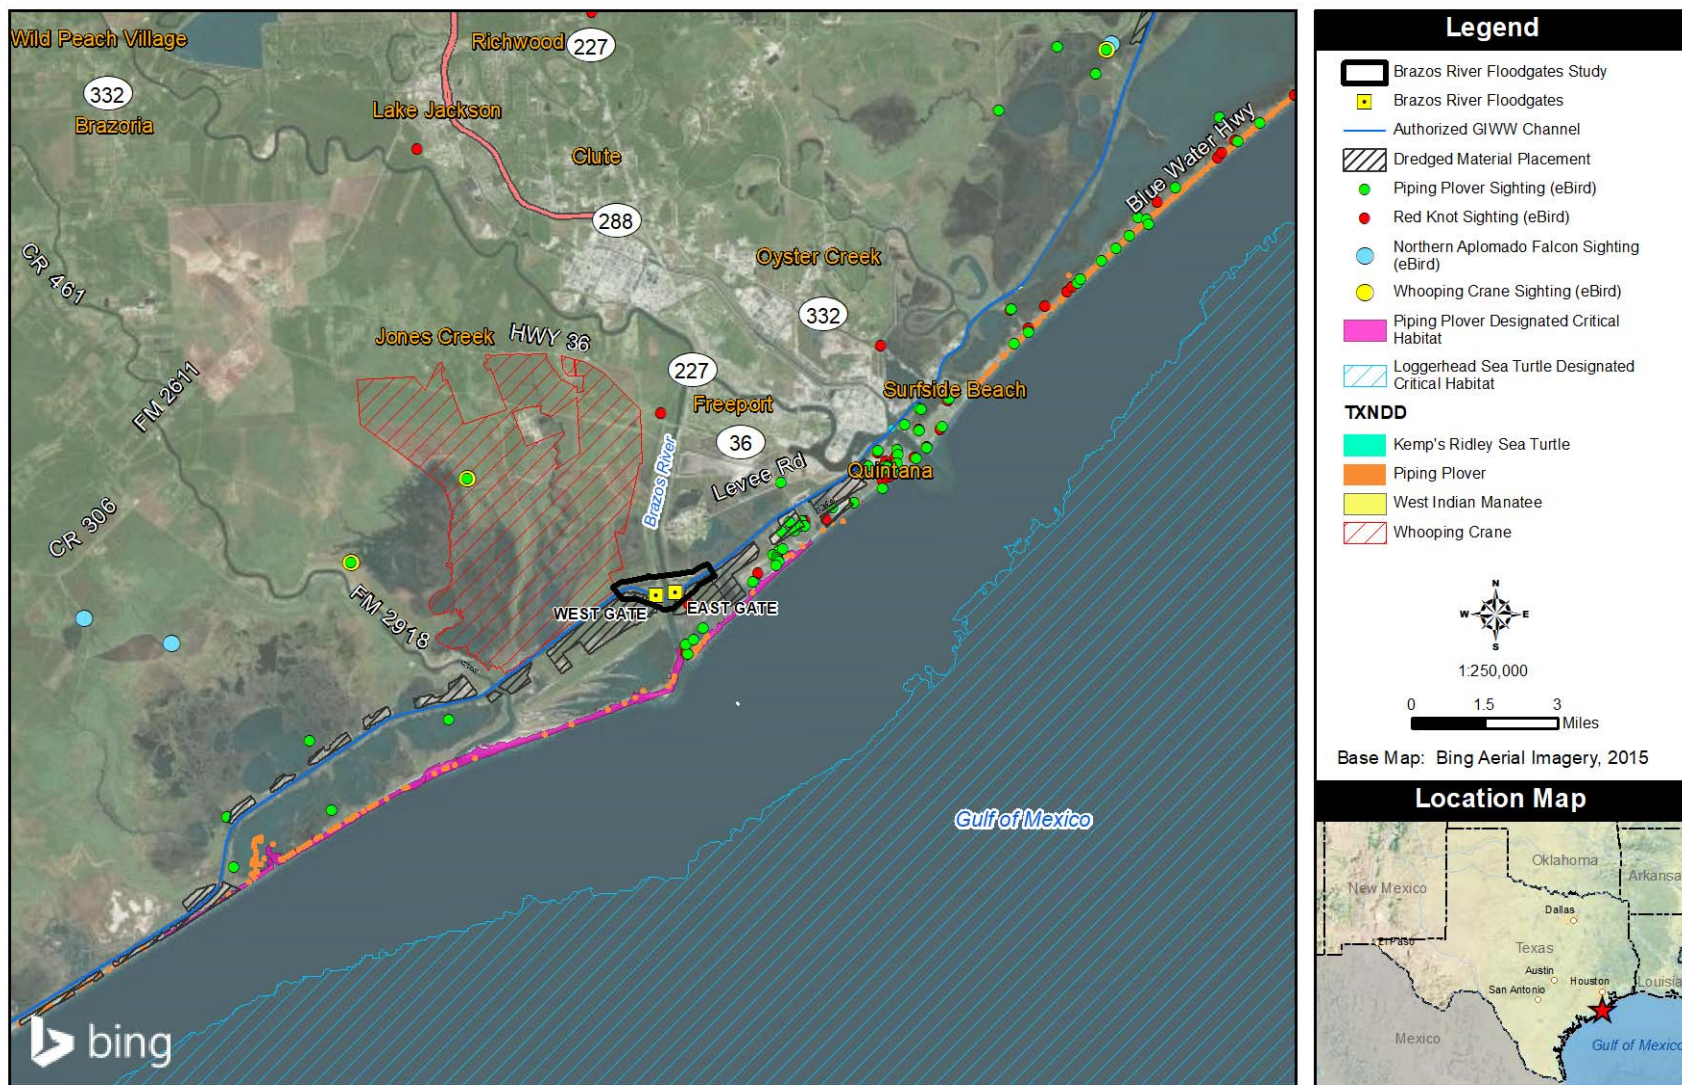 Wild Peach Village
Richwood
227
332
Brazoria
Lake Jackson
Clute
Blue Water Hwy
288
CR 461
Oyster Creek
332
Jones Creek
HWY 36
227
Surfside Beach
FM 2611
Freeport
36
Quintana
Levee Rd
Brazos River
CR 306
FM 2918
WEST GATE
EAST GATE
Gulf of Mexico
bing
Legend
Brazos River Floodgates Study
Brazos River Floodgates
Authorized GIWW Channel
Dredged Material Placement
Piping Plover Sighting (eBird)
Red Knot Sighting (eBird)
Northern Aplomado Falcon Sighting
(eBird)
Whooping Crane Sighting (eBird)
Piping Plover Designated Critical
Habitat
Loggerhead Sea Turtle Designated
Critical Habitat
TXNDD
Kemp's Ridley Sea Turtle
Piping Plover
West Indian Manatee
Whooping Crane
N
W E
S
1:250,000
0 1.5 3
Miles
Base Map: Bing Aerial Imagery, 2015
Location Map
Oklahoma
New Mexico
Arkansa
Dallas
El Paso
Texas
Austin
Houston
San Antonio
Louisia
Mexico
Gulf of Mexico